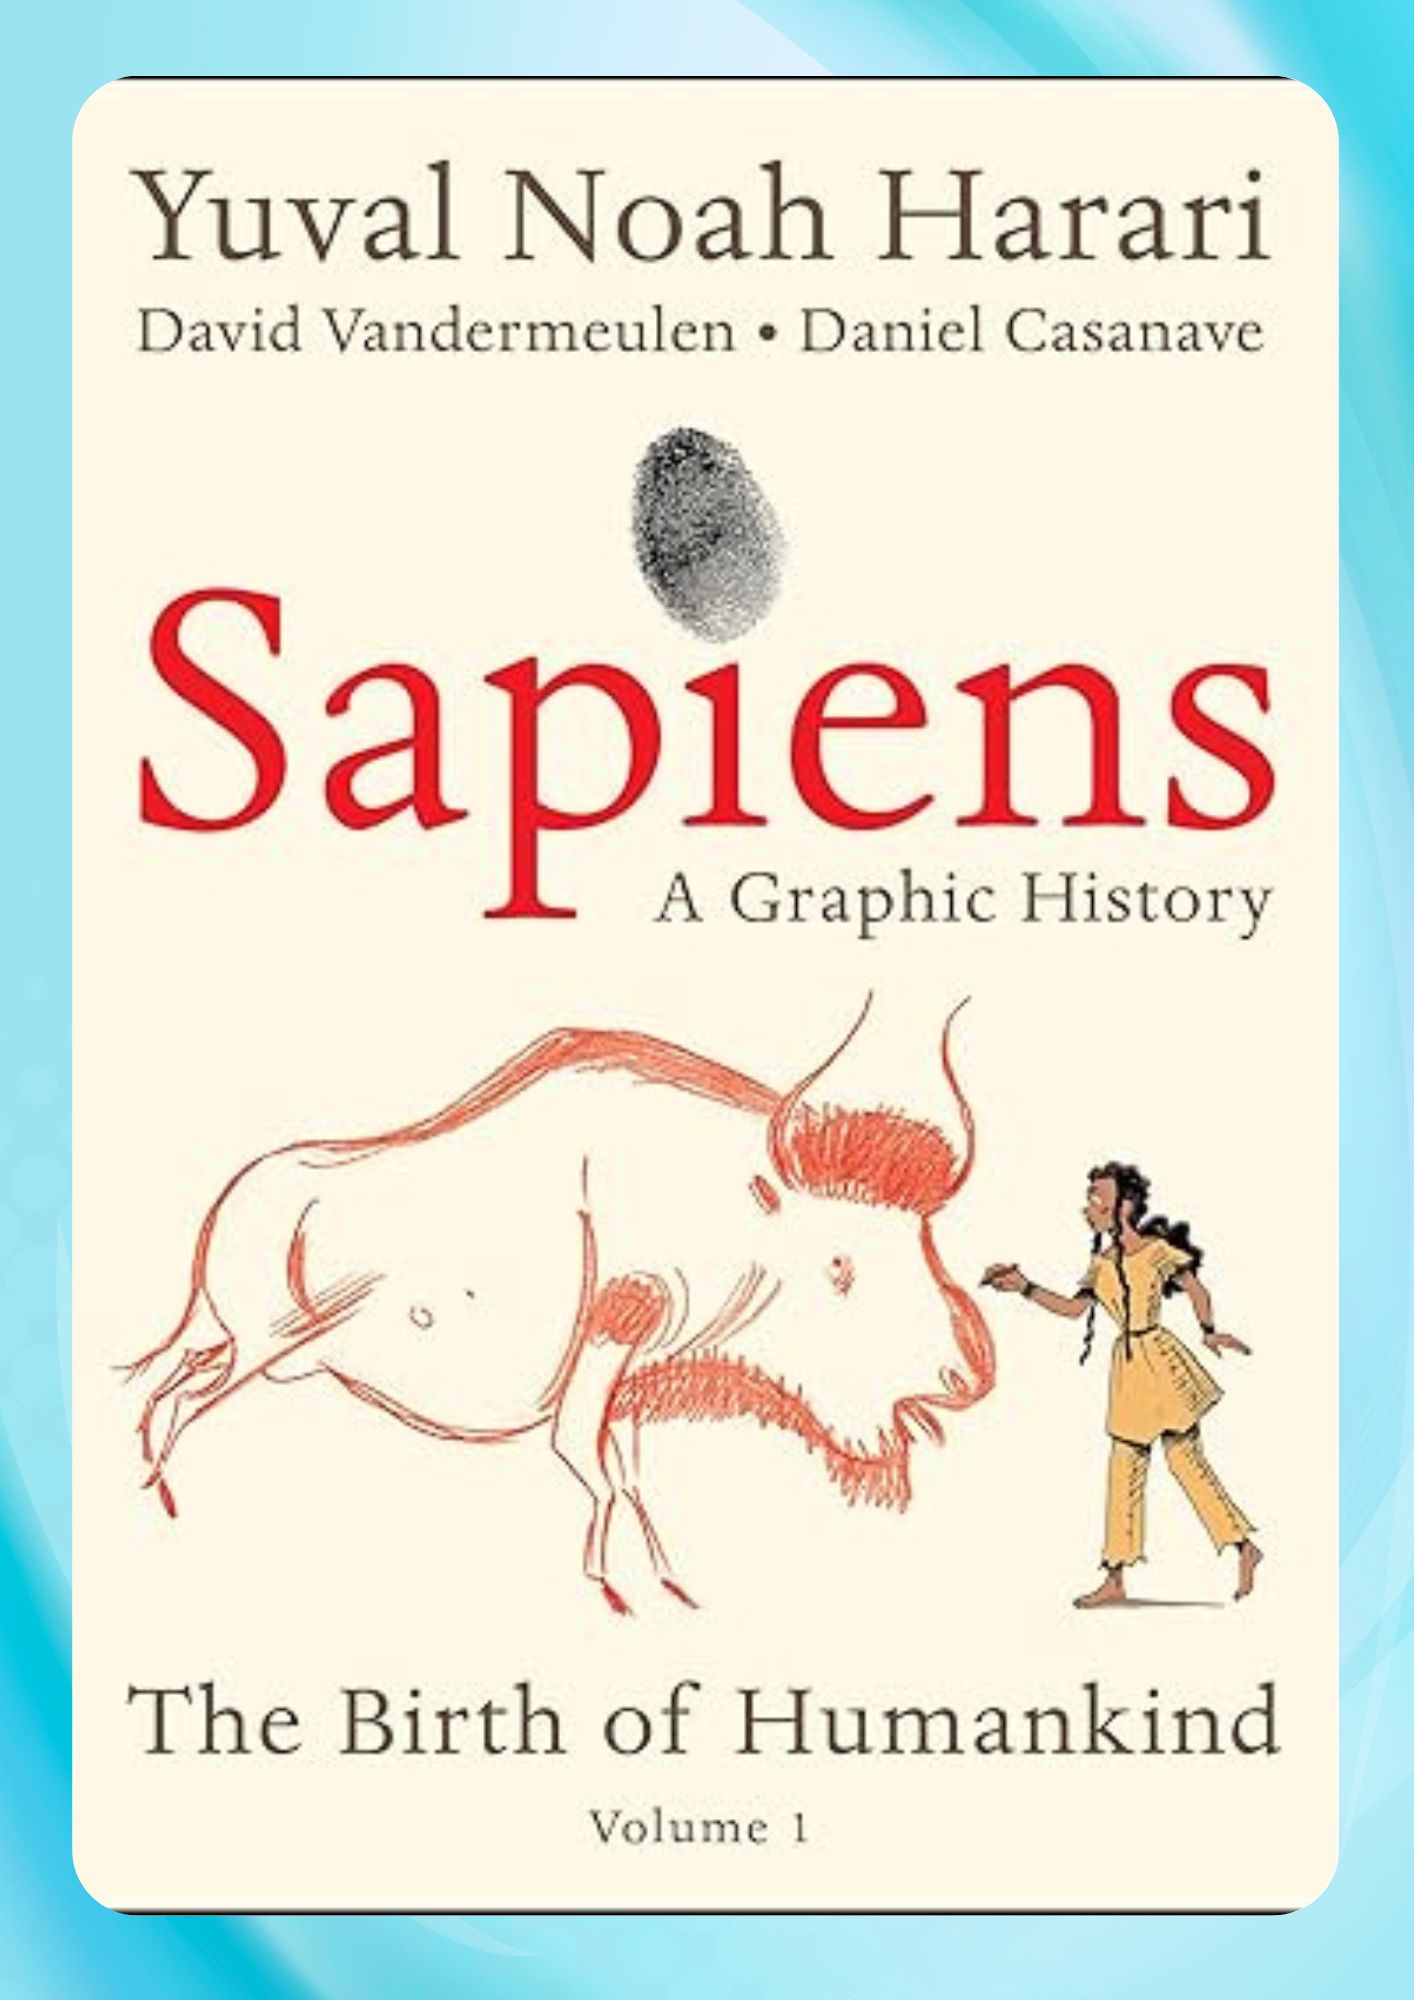 Yuval Noah Harari
David Vandermeulen • Daniel Casanave
Sapiens
A Graphic History
The Birth of Humankind
Volume 1